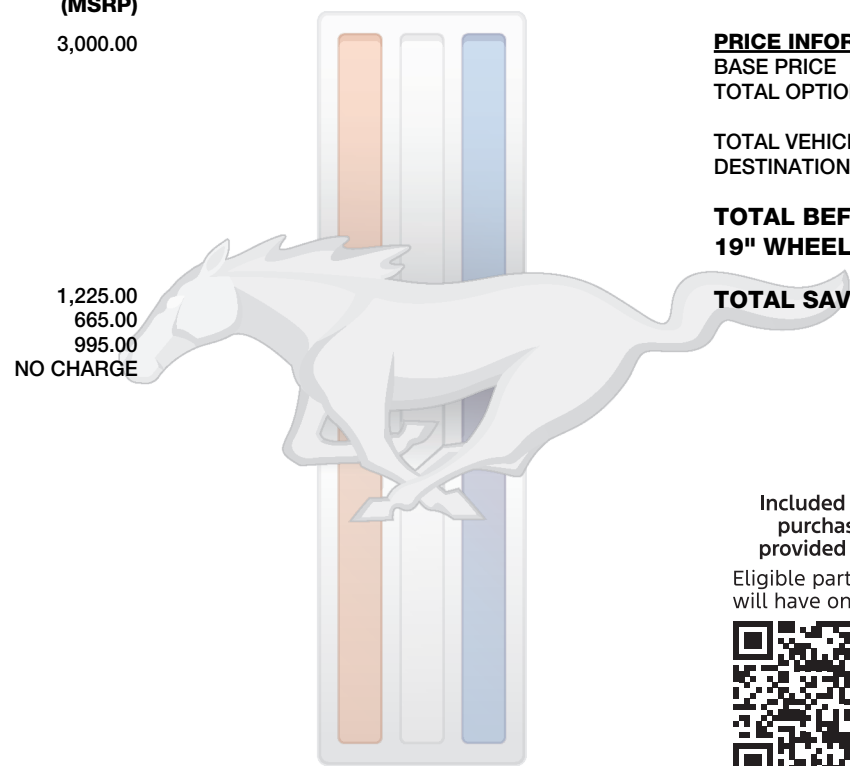 (MSRP)
3,000.00
1,225.00
665.00
995.00
NO CHARGE
PRICE INFOR
BASE PRICE
TOTAL OPTIO
TOTAL VEHICL
DESTINATION
TOTAL BEF
19" WHEEL
TOTAL SAV
Included
purchas
provided
Eligible part
will have on